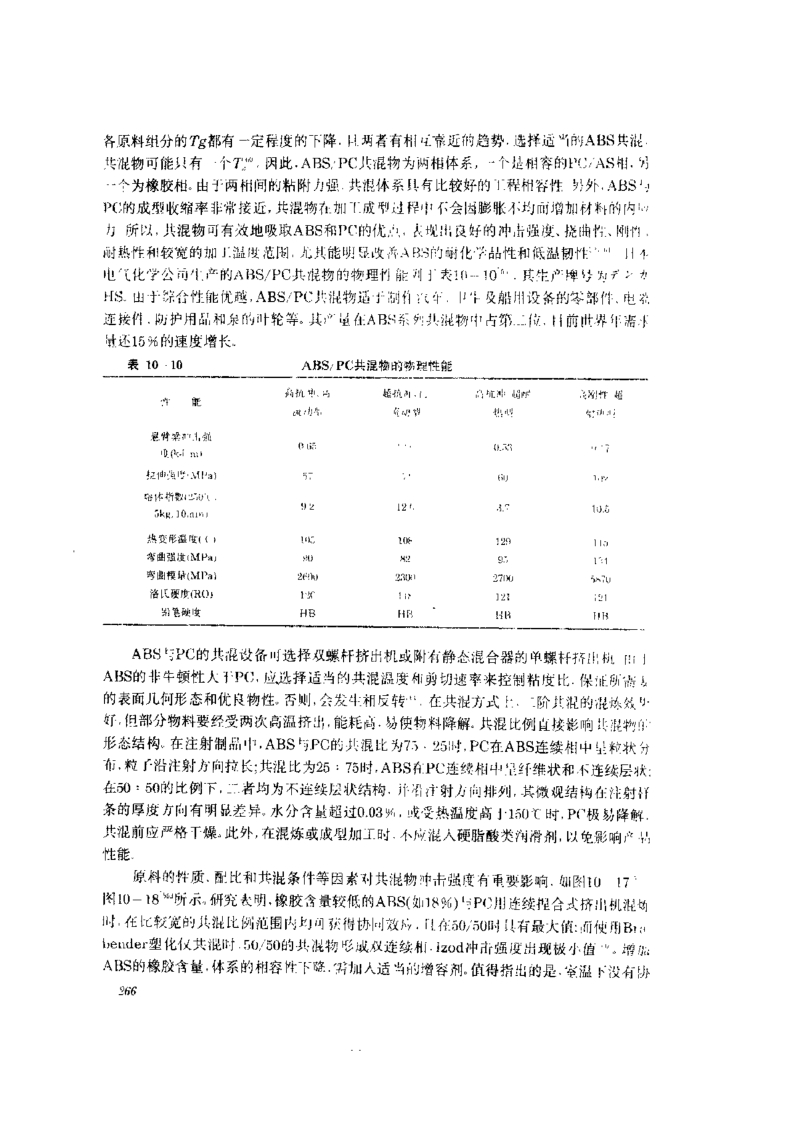 各原料组分的Tg都有一定程度的下降,且两者有相互靠近的趋势,选择适当的ABS共混,
共混物可能只有一个Tg。因此,ABS/PC共混物为两相体系,一个是相容的PC/AS相,另
一个为橡胶相。由于两相间的粘附力强,共混体系具有比较好的工程相容性 另外,ABS与
PC的成型收缩率非常接近,共混物在加工成型过程中不会因膨胀不均而增加材料的内应
力 所以,共混物可有效地吸取ABS和PC的优点,表现出良好的冲击强度、挠曲性、刚性、
耐热性和较宽的加工温度范围,尤其能明显改善ABS的耐化学品性和低温韧性 日本
电气化学公司生产的ABS/PC共混物的物理性能列于表10-10,其生产牌号为デンカ
HS。由于综合性能优越,ABS/PC共混物适于制作汽车、卡车及船用设备的零部件、电器
连接件、防护用品和泵的叶轮等。其产量在ABS系列共混物中占第二位,目前世界年需求
量还15%的速度增长。
表 10-10 ABS/PC共混物的物理性能
性 能 高抗冲 高流动型 超抗冲 流动型 高抗冲 超耐热型 高刚性 超
悬臂梁冲击强度(kJ/m) 0.65 0.53
拉伸强度(MPa) 57 60
熔体指数(250℃,5kg,10min) 9.2 12 3.7 10.5
热变形温度(℃) 105 108 129 115
弯曲强度(MPa) 90 82 95 131
弯曲模量(MPa) 2690 2390 2700
洛氏硬度(RO) 120 118 121 121
铅笔硬度 HB HB HB HB
ABS与PC的共混设备可选择双螺杆挤出机或附有静态混合器的单螺杆挤出机 由于
ABS的非牛顿性大于PC,应选择适当的共混温度和剪切速率来控制粘度比,保证所需要
的表面几何形态和优良物性。否则,会发生相反转。在共混方式上,二阶共混的混炼效果
好,但部分物料要经受两次高温挤出,能耗高,易使物料降解。共混比例直接影响共混物的
形态结构。在注射制品中,ABS与PC的共混比为75:25时,PC在ABS连续相中呈粒状分
布,粒子沿注射方向拉长;共混比为25:75时,ABS在PC连续相中呈纤维状和不连续层状;
在50:50的比例下,二者均为不连续层状结构,并沿注射方向排列,其微观结构在注射样
条的厚度方向有明显差异。水分含量超过0.03%,或受热温度高于150℃时,PC极易降解,
共混前应严格干燥。此外,在混炼或成型加工时,不应混入硬脂酸类润滑剂,以免影响产品
性能。
原料的性质、配比和共混条件等因素对共混物冲击强度有重要影响,如图10-17
图10-18所示。研究表明,橡胶含量较低的ABS(如18%)与PC用连续捏合式挤出机混炼
时,在比较宽的共混比例范围内均可获得协同效应,且在50/50时具有最大值;而使用Bra
bender塑化仪共混时,50/50的共混物形成双连续相,Izod冲击强度出现极小值。增加
ABS的橡胶含量,体系的相容性下降,需加入适当的增容剂。值得指出的是,室温下没有协
266